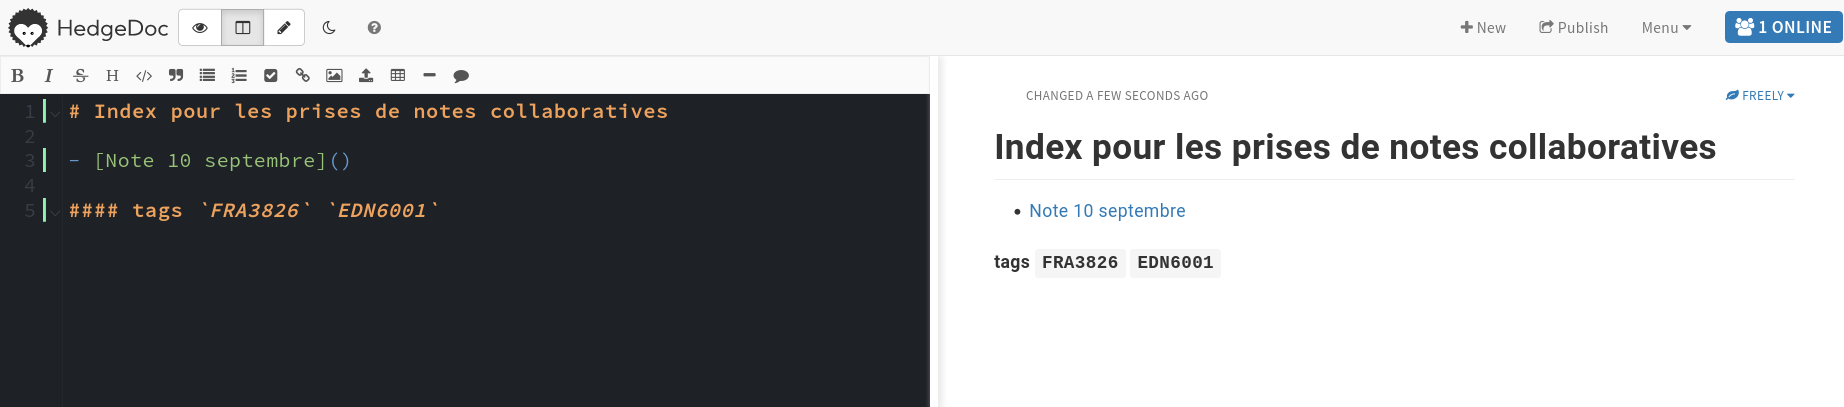 HedgeDoc
New
Publish
Menu
1 ONLINE
B I S H </>
1 # Index pour les prises de notes collaboratives
2
3 - [Note 10 septembre]()
4
5 #### tags `FRA3826` `EDN6001`
CHANGED A FEW SECONDS AGO
FREELY
Index pour les prises de notes collaboratives
• Note 10 septembre
tags FRA3826 EDN6001